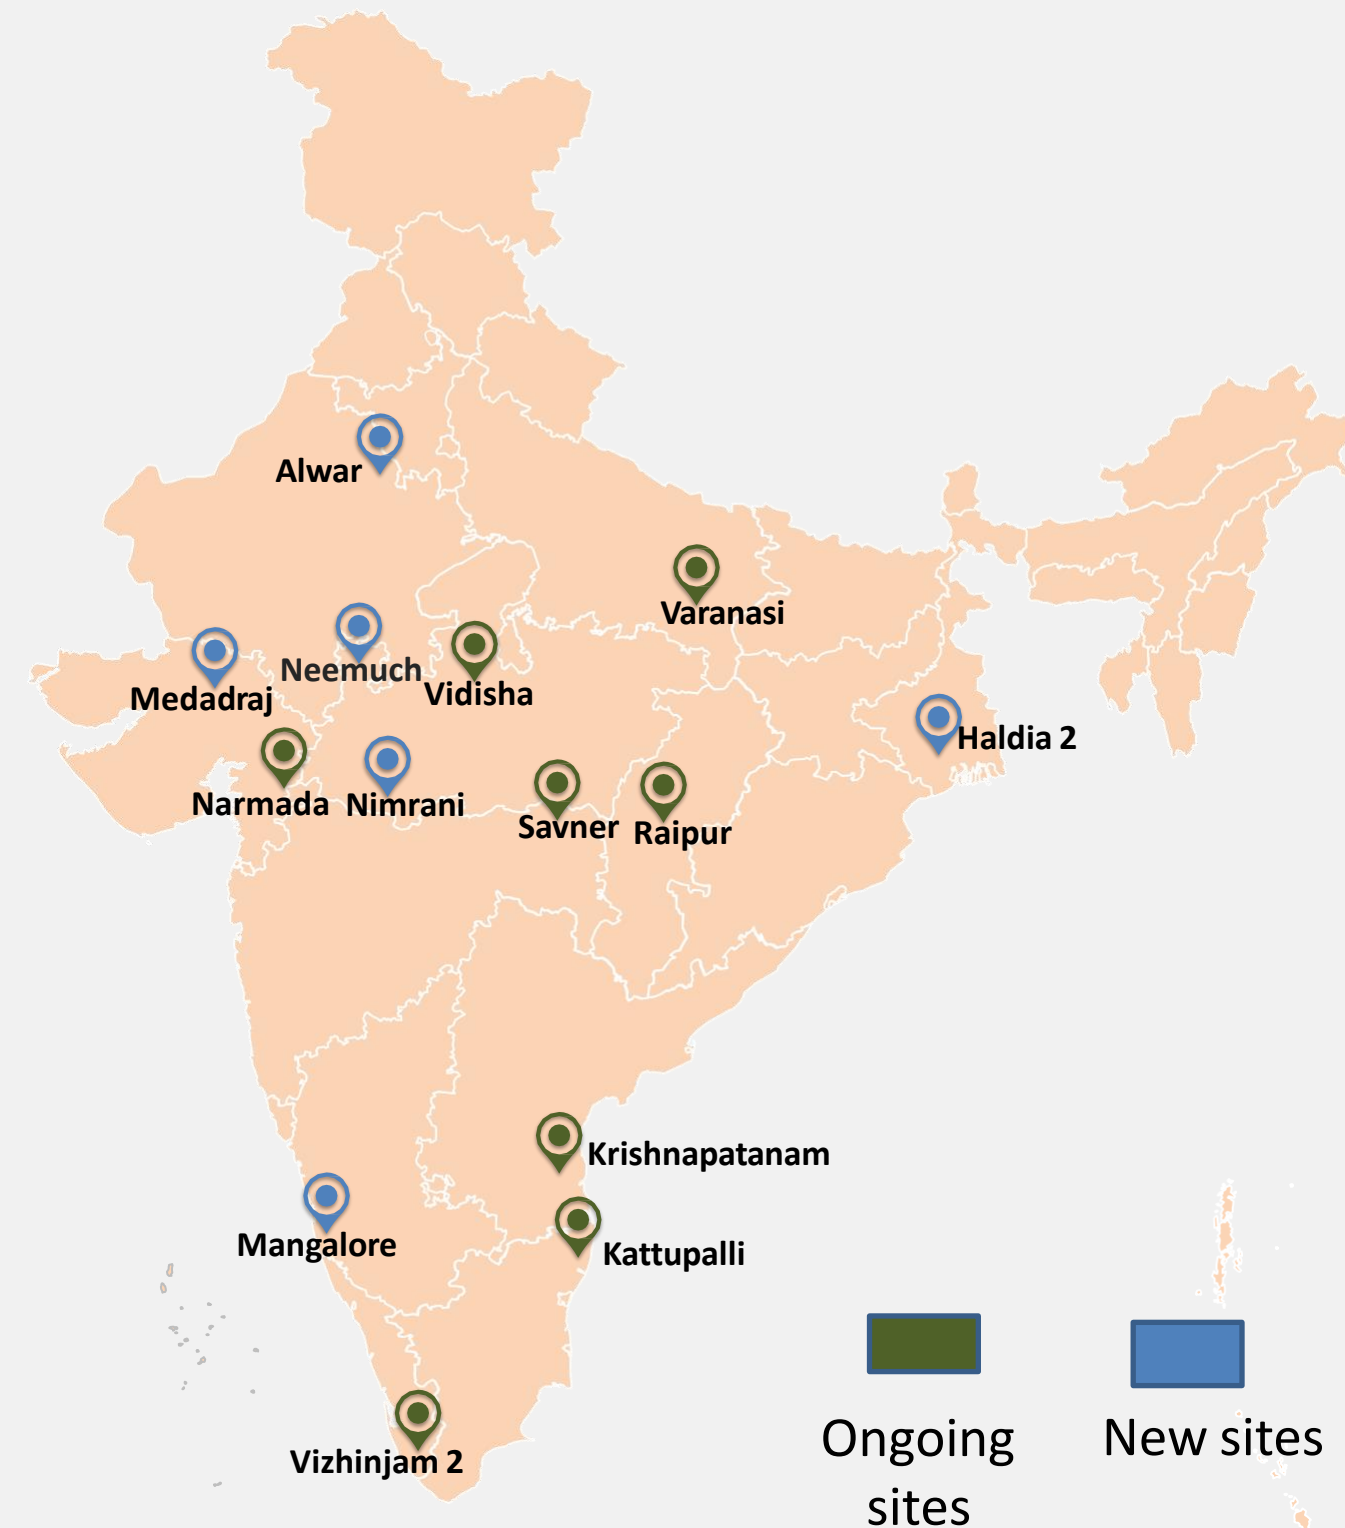 Alwar
Varanasi
Neemuch
Medadraj
Vidisha
Haldia 2
Narmada
Nimrani
Savner
Raipur
Krishnapatanam
Mangalore
Kattupalli
Vizhinjam 2
Ongoing
sites
New sites